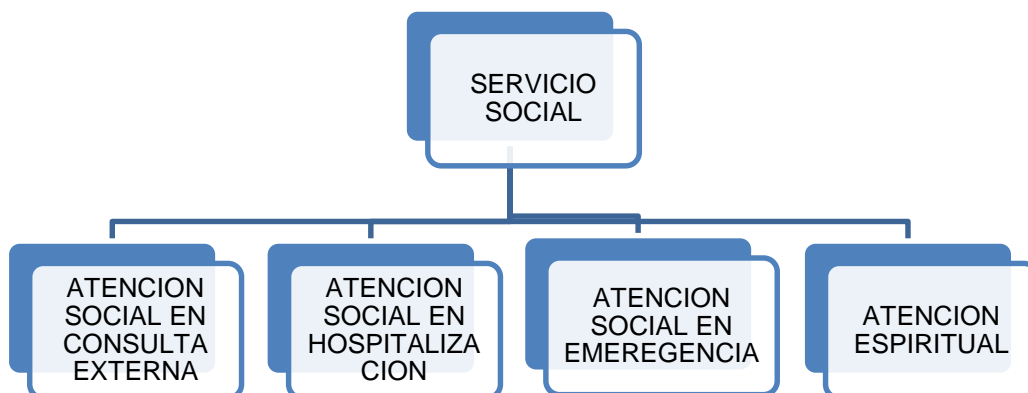 SERVICIO
SOCIAL
ATENCION
SOCIAL EN
CONSULTA
EXTERNA
ATENCION
SOCIAL EN
HOSPITALIZA
CION
ATENCION
SOCIAL EN
EMEREGENCIA
ATENCION
ESPIRITUAL